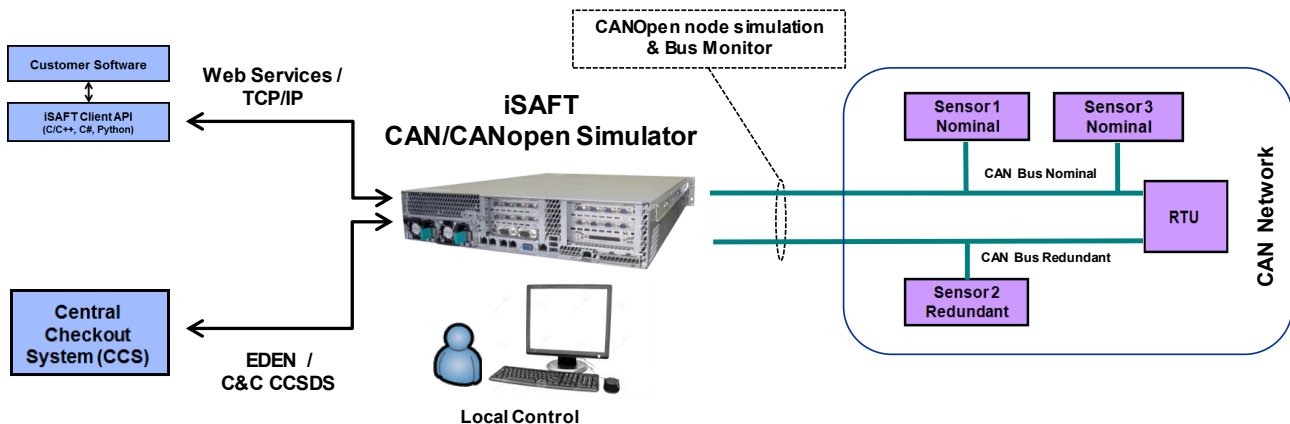 CANOpen node simulation
& Bus Monitor
Customer Software
iSAFT Client API
(C/C++, C#, Python)
Web Services /
TCP/IP
iSAFT
CAN/CANopen Simulator
Sensor 1
Nominal
Sensor 3
Nominal
CAN Bus Nominal
RTU
CAN Network
CAN Bus Redundant
Sensor 2
Redundant
Central
Checkout
System (CCS)
EDEN /
C&C CCSDS
Local Control